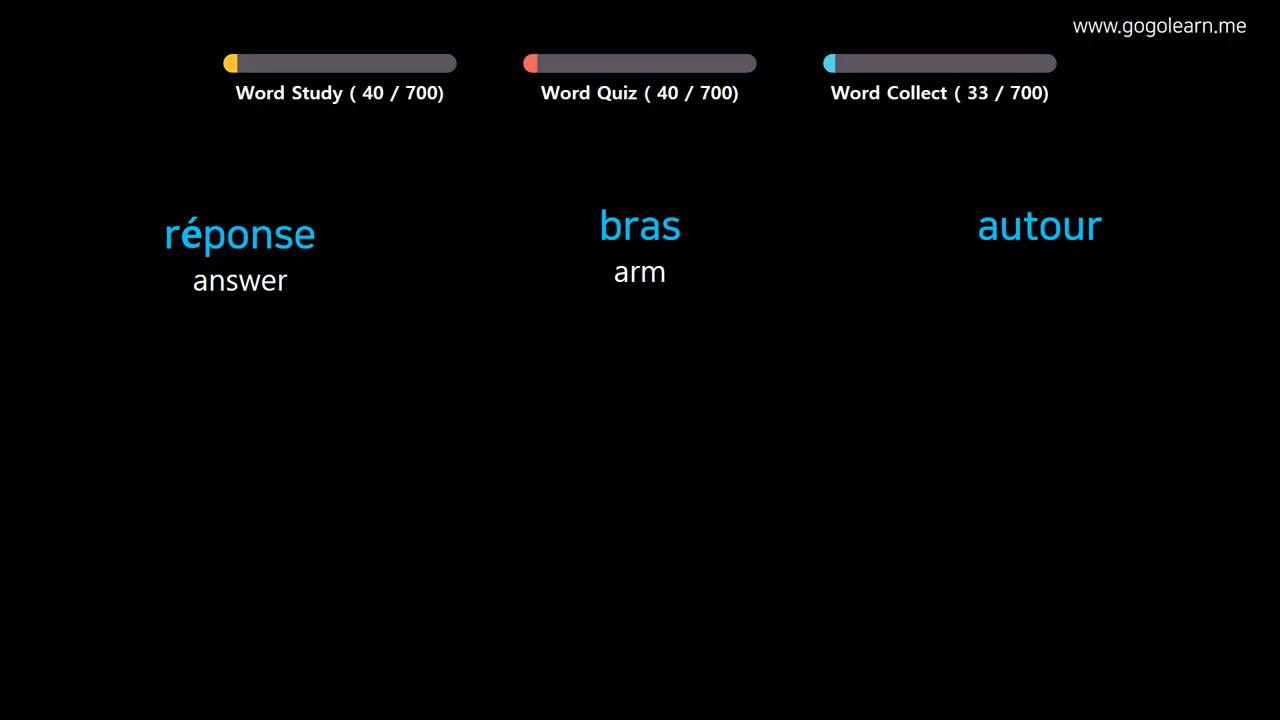 www.gogolearn.me
Word Study ( 40 / 700)
Word Quiz ( 40 / 700)
Word Collect ( 33 / 700)
réponse
answer
bras
arm
autour